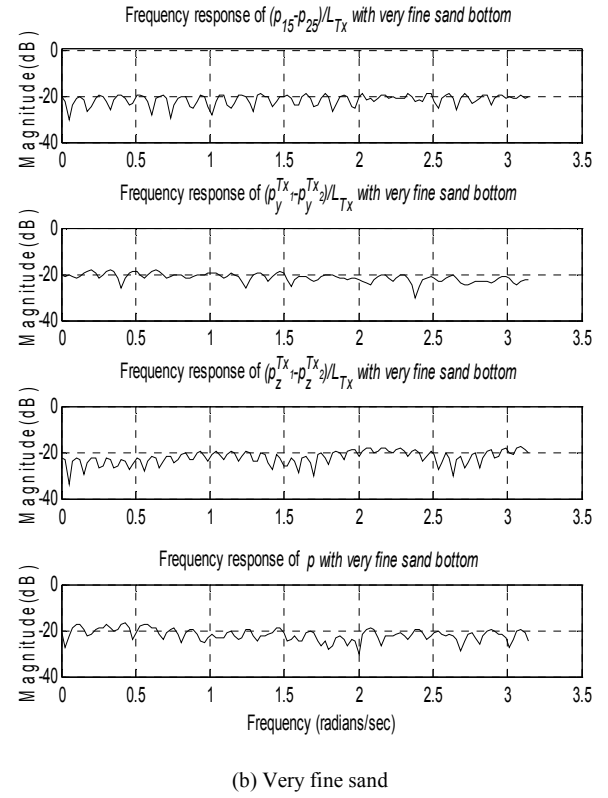 Frequency response of (p15-p25)/LTx with very fine sand bottom
Magnitude(dB)
0
-20
-40
0 0.5 1 1.5 2 2.5 3 3.5
Frequency response of (pyTx1-pyTx2)/LTx with very fine sand bottom
Magnitude(dB)
0
-20
-40
0 0.5 1 1.5 2 2.5 3 3.5
Frequency response of (pzTx1-pzTx2)/LTx with very fine sand bottom
Magnitude(dB)
0
-20
-40
0 0.5 1 1.5 2 2.5 3 3.5
Frequency response of p with very fine sand bottom
Magnitude(dB)
0
-20
-40
0 0.5 1 1.5 2 2.5 3 3.5
Frequency (radians/sec)
(b) Very fine sand